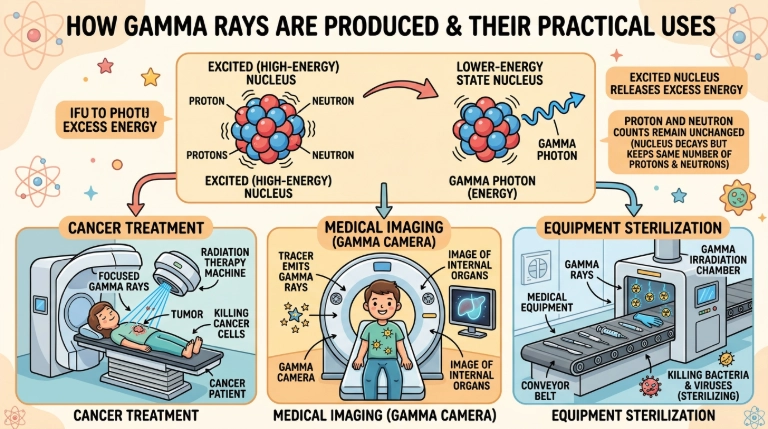 HOW GAMMA RAYS ARE PRODUCED & THEIR PRACTICAL USES
EXCITED (HIGH-ENERGY)
NUCLEUS
PROTON
NEUTRON
PROTONS
NEUTRON
EXCITED (HIGH-ENERGY)
NUCLEUS
LOWER-ENERGY
STATE NUCLEUS
GAMMA
PHOTON
GAMMA PHOTON
(ENERGY)
TO
EXCESS ENERGY
EXCITED NUCLEUS
RELEASES EXCESS ENERGY
PROTON AND NEUTRON
COUNTS REMAIN UNCHANGED
(NUCLEUS DECAYS BUT
KEEPS SAME NUMBER OF
PROTONS & NEUTRONS)
CANCER TREATMENT
FOCUSED
GAMMA RAYS
RADIATION
THERAPY
MACHINE
TUMOR
KILLING
CANCER
CELLS
CANCER
PATIENT
CANCER TREATMENT
MEDICAL IMAGING
(GAMMA CAMERA)
TRACER
EMITS
GAMMA
RAYS
IMAGE OF
INTERNAL
ORGANS
GAMMA
CAMERA
IMAGE OF
INTERNAL
ORGANS
MEDICAL IMAGING (GAMMA CAMERA)
EQUIPMENT STERILIZATION
GAMMA
RAYS
GAMMA
IRRADIATION
CHAMBER
MEDICAL
EQUIPMENT
CONVEYOR
BELT
KILLING BACTERIA
& VIRUSES
(STERILIZING)
EQUIPMENT STERILIZATION